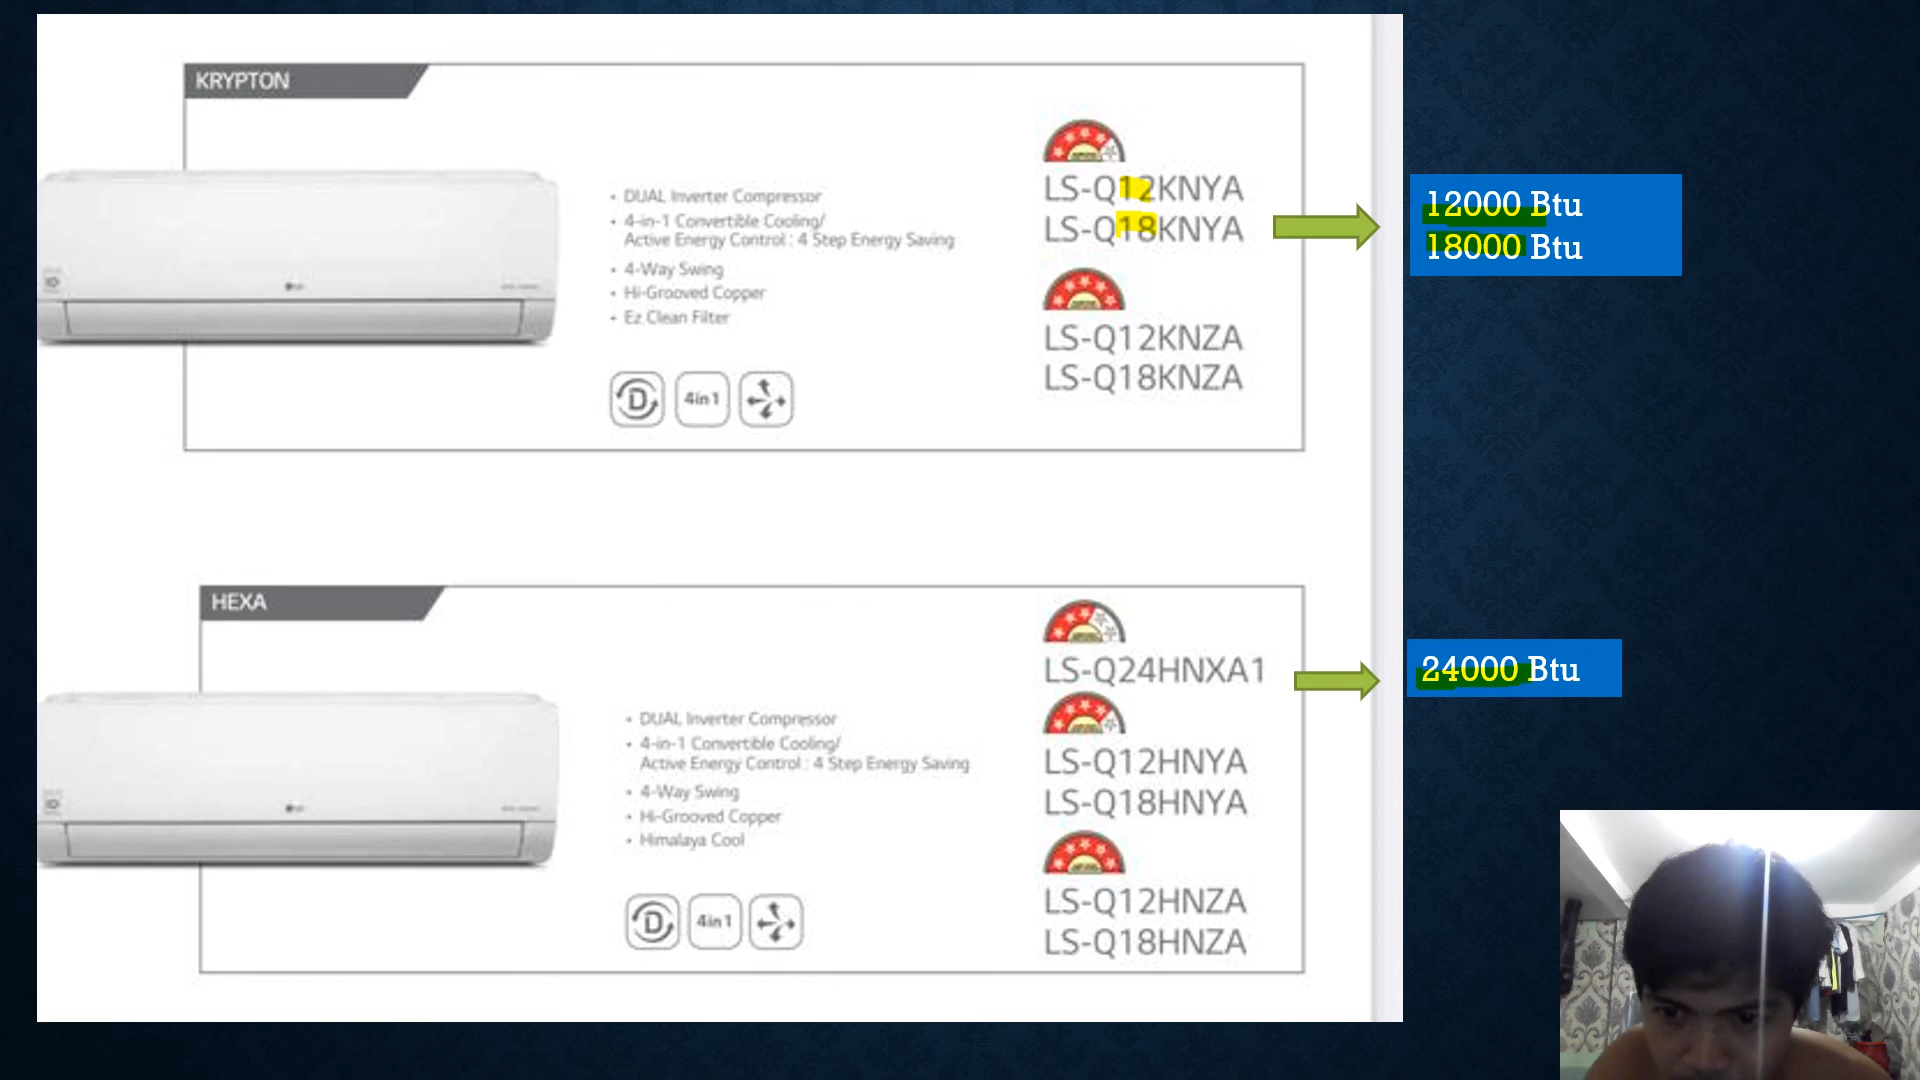 KRYPTON
• DUAL Inverter Compressor
• 4-in-1 Convertible Cooling/
Active Energy Control : 4 Step Energy Saving
• 4-Way Swing
• Hi-Grooved Copper
• Ez Clean Filter
D
4in1
LS-Q12KNYA
LS-Q18KNYA
LS-Q12KNZA
LS-Q18KNZA
12000 Btu
18000 Btu
HEXA
• DUAL Inverter Compressor
• 4-in-1 Convertible Cooling/
Active Energy Control : 4 Step Energy Saving
• 4-Way Swing
• Hi-Grooved Copper
• Himalaya Cool
D
4in1
LS-Q24HNXA1
LS-Q12HNYA
LS-Q18HNYA
LS-Q12HNZA
LS-Q18HNZA
24000 Btu